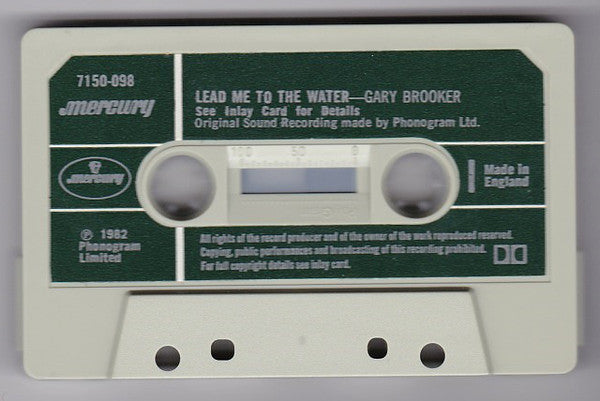 7150-098
mercury
LEAD ME TO THE WATER—GARY BROOKER
See Inlay Card for Details
Original Sound Recording made by Phonogram Ltd.
100 50 0
mercury
Made in
England
Ⓟ 1982
Phonogram
Limited
All rights of the record producer and of the owner of the work reproduced reserved.
Copying, public performances and broadcasting of this recording prohibited.
For full copyright details see inlay card.